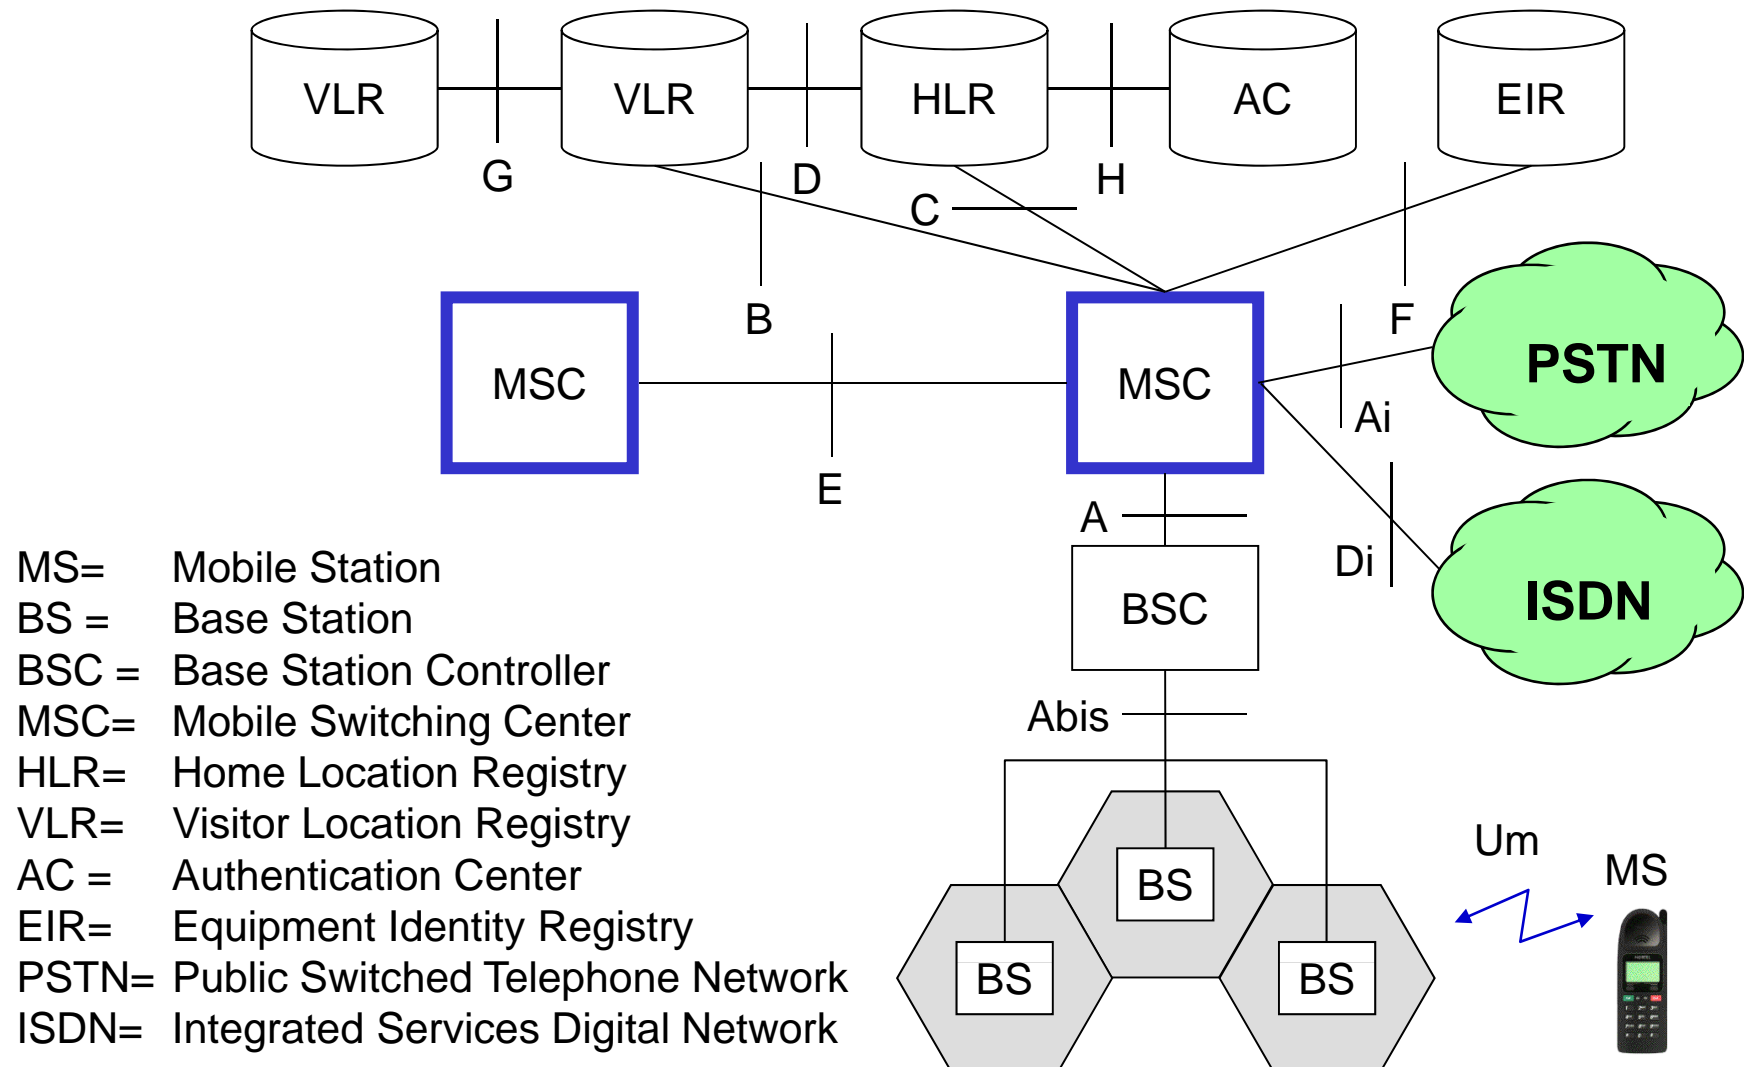 VLR VLR HLR AC EIR
G D H
C
B F
MSC MSC PSTN
Ai
E
A
Di
BSC ISDN
Abis
Um
MS
BS
BS BS
MS= Mobile Station
BS = Base Station
BSC = Base Station Controller
MSC= Mobile Switching Center
HLR= Home Location Registry
VLR= Visitor Location Registry
AC = Authentication Center
EIR= Equipment Identity Registry
PSTN= Public Switched Telephone Network
ISDN= Integrated Services Digital Network